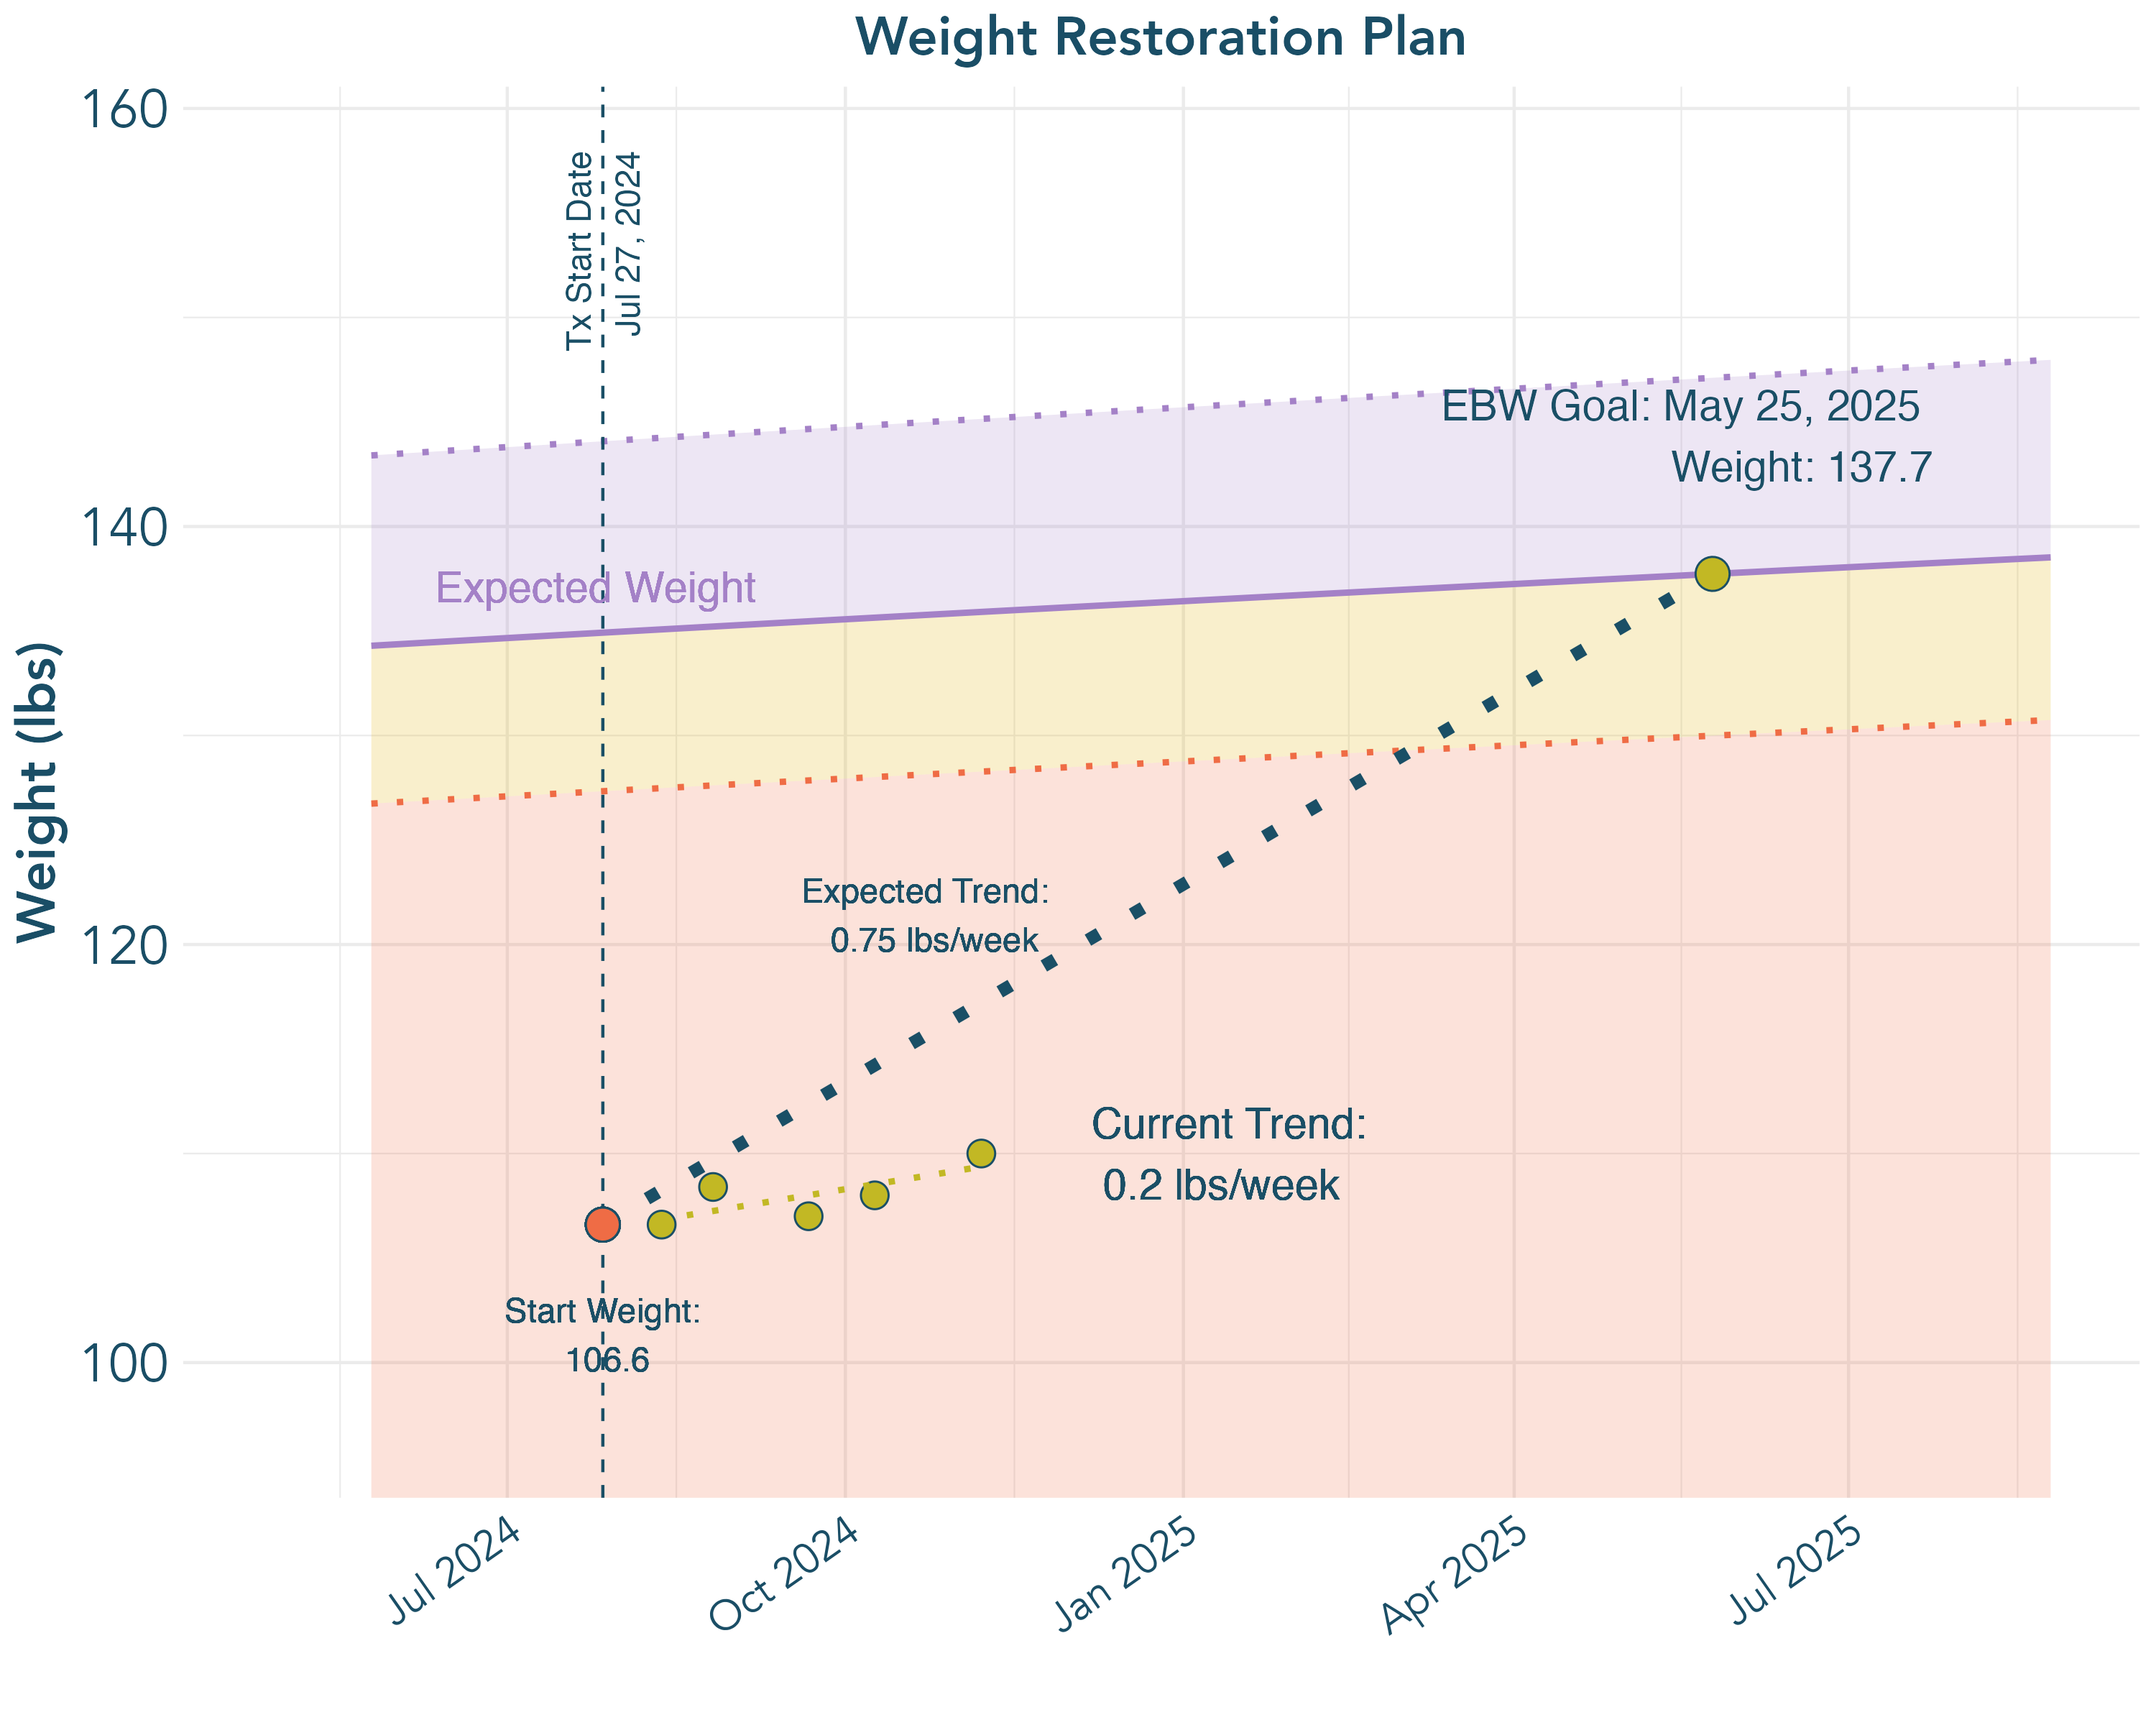 Weight Restoration Plan
Weight (lbs)
160
140
120
100
Tx Start Date
Jul 27, 2024
EBW Goal: May 25, 2025
Weight: 137.7
Expected Weight
Expected Trend:
0.75 lbs/week
Current Trend:
0.2 lbs/week
Start Weight:
106.6
Jul 2024
Oct 2024
Jan 2025
Apr 2025
Jul 2025